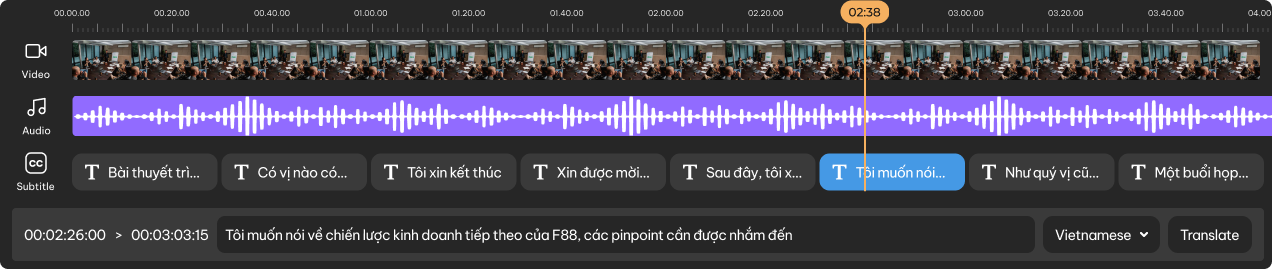 00.00.00 00.20.00 00.40.00 01.00.00 01.20.00 01.40.00 02.00.00 02.20.00 02:38 03.00.00 03.20.00 03.40.00 04.00
Video
Audio
CC
Subtitle
T Bài thuyết trì... T Có vị nào có... T Tôi xin kết thúc T Xin được mời... T Sau đây, tôi x... T Tôi muốn nói... T Như quý vị cũ... T Một buổi họp...
00:02:26:00 > 00:03:03:15 Tôi muốn nói về chiến lược kinh doanh tiếp theo của F88, các pinpoint cần được nhắm đến Vietnamese Translate